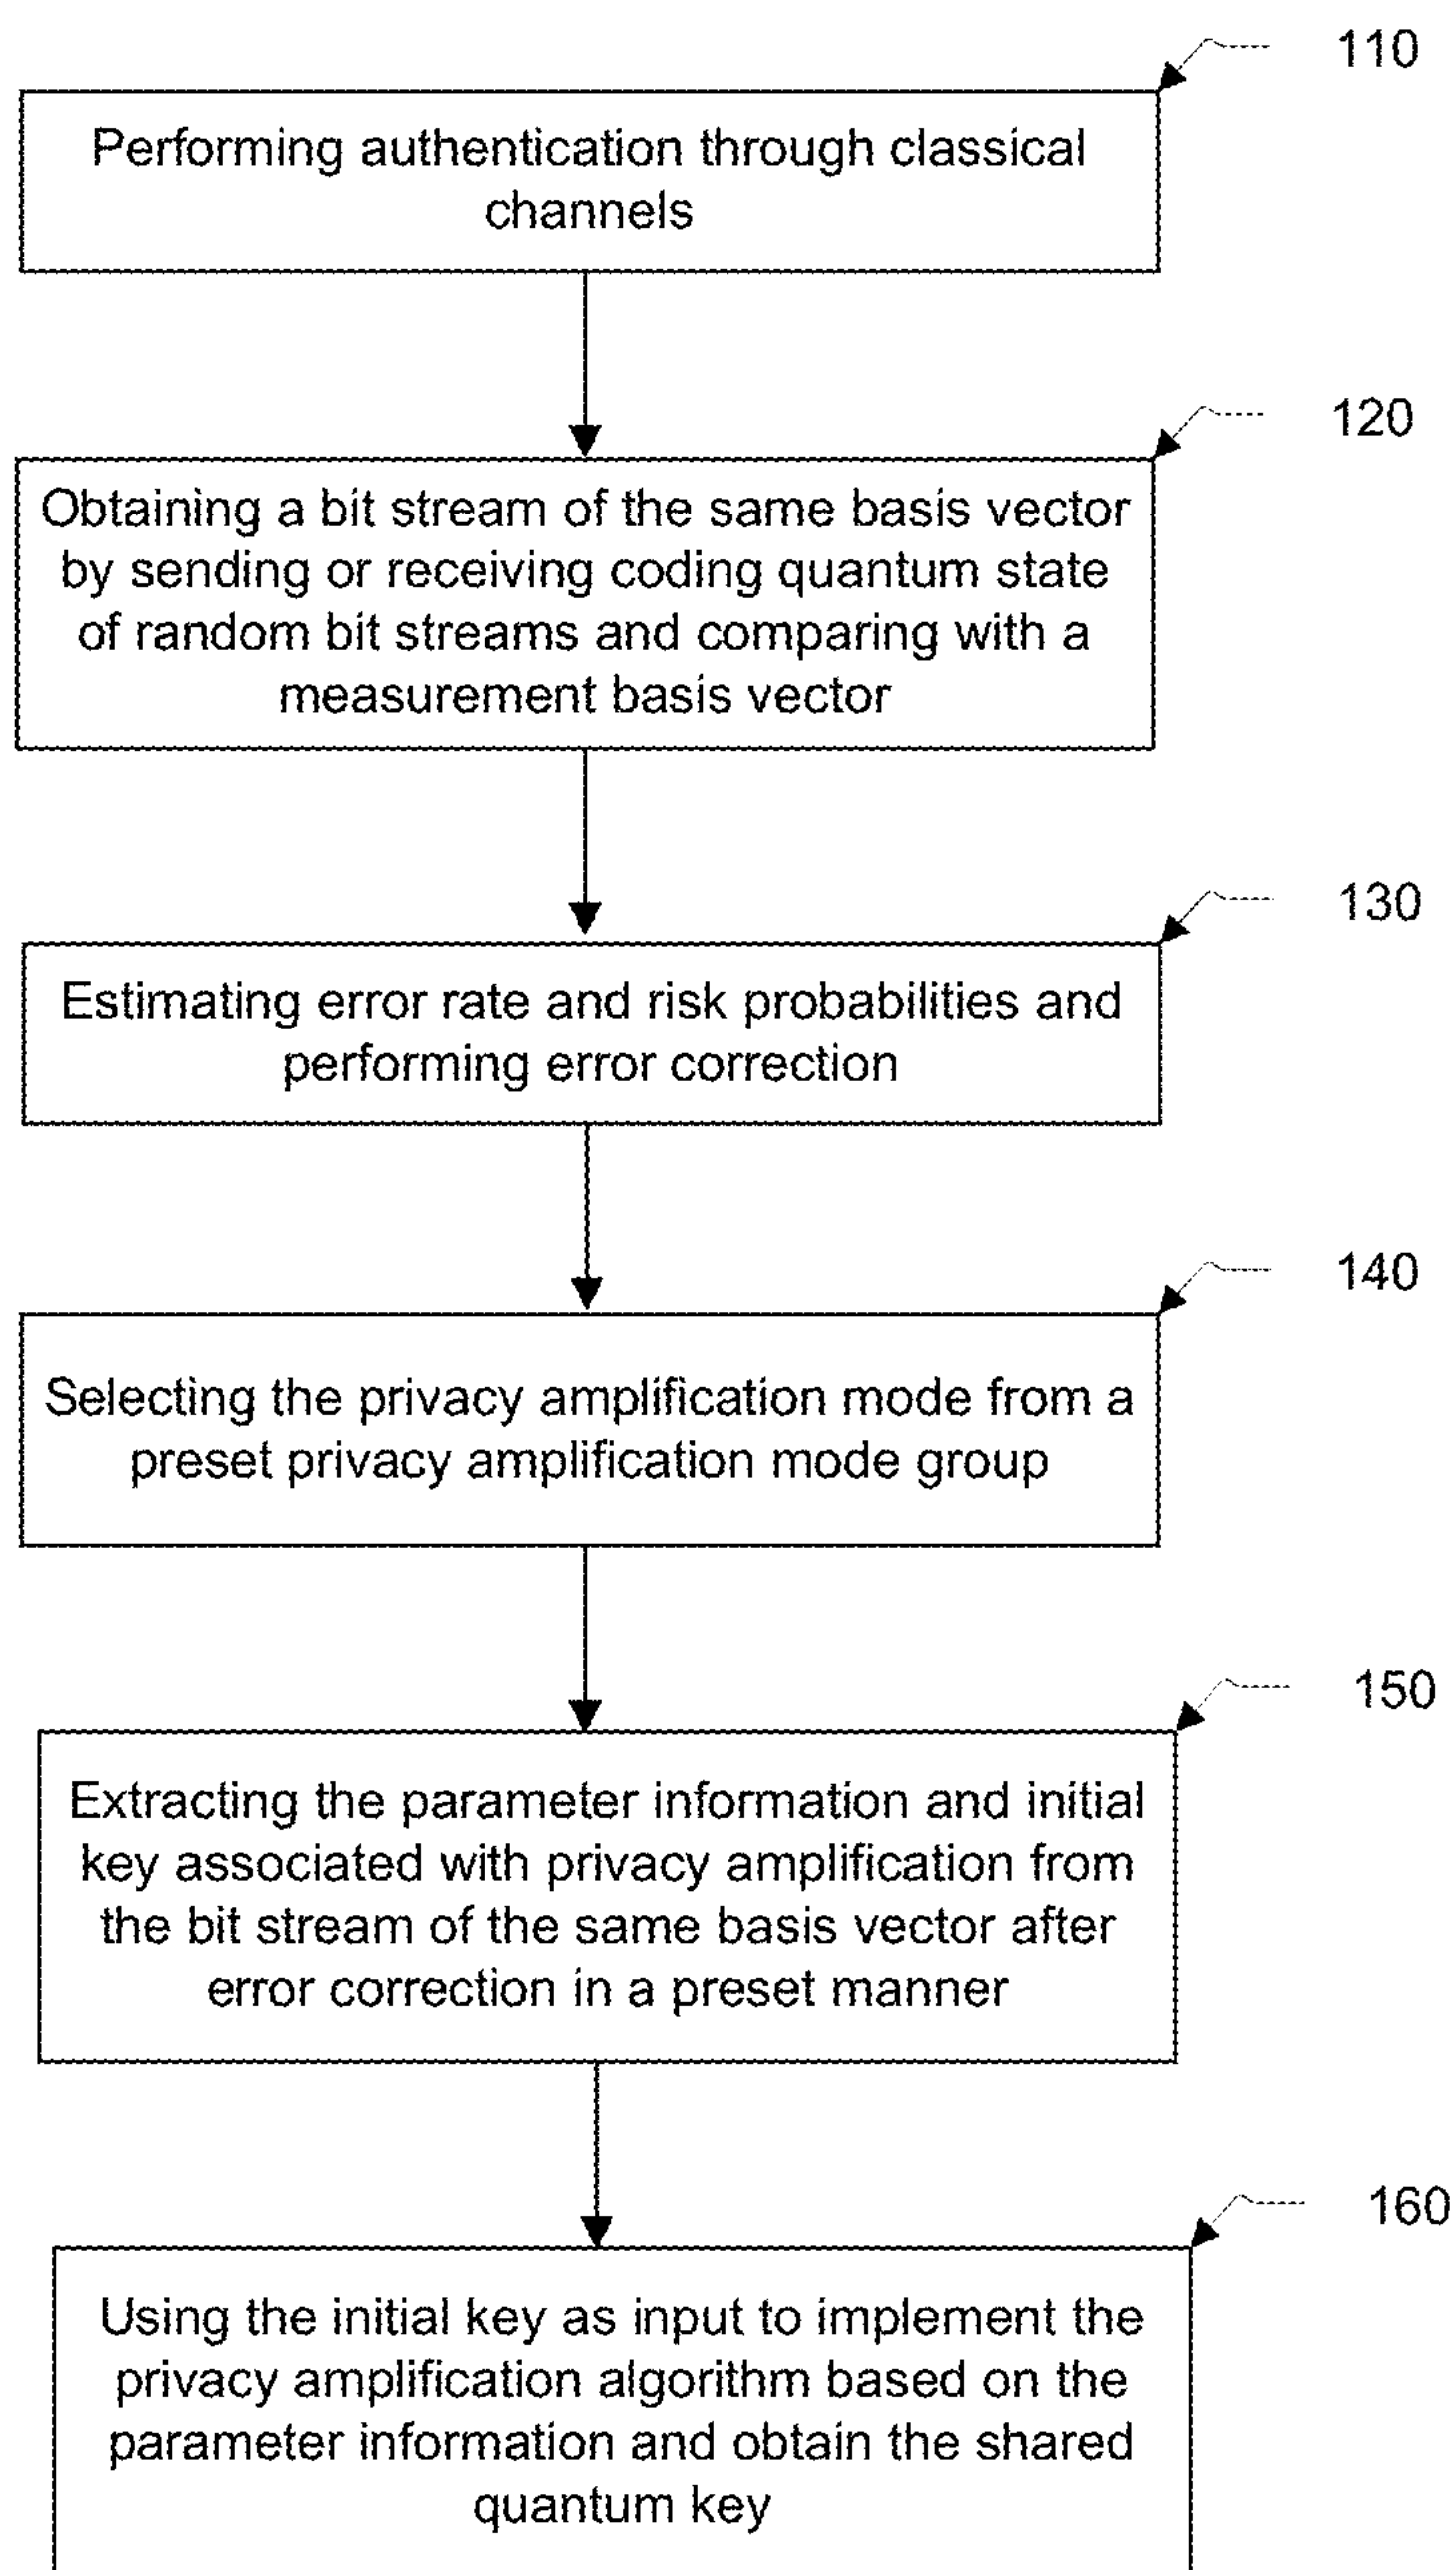 110
Performing authentication through classical
channels
120
Obtaining a bit stream of the same basis vector
by sending or receiving coding quantum state
of random bit streams and comparing with a
measurement basis vector
130
Estimating error rate and risk probabilities and
performing error correction
140
Selecting the privacy amplification mode from a
preset privacy amplification mode group
150
Extracting the parameter information and initial
key associated with privacy amplification from
the bit stream of the same basis vector after
error correction in a preset manner
160
Using the initial key as input to implement the
privacy amplification algorithm based on the
parameter information and obtain the shared
quantum key